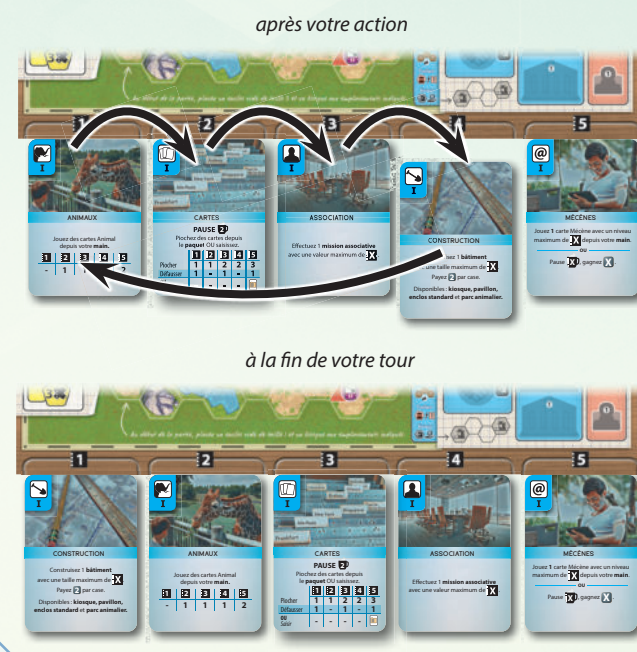 après votre action
1 2 3 4 5
I
ANIMAUX
Jouez des cartes Animal
depuis votre main.
1 2 3 4 5
- 1 1 2
I
CARTES
PAUSE 2
Piochez des cartes depuis
le paquet OU saisissez.
1 2 3 4 5
Piocher 1 1 2 2 3
Défausser 1 - 1
- - -
I
ASSOCIATION
Effectuez 1 mission associative
avec une valeur maximum de X.
I
CONSTRUCTION
1 bâtiment
une taille maximum de X
Payez 2 par case.
Disponibles : kiosque, pavillon,
enclos standard et parc animalier.
@
I
MÉCÈNES
Jouez 1 carte Mécène avec un niveau
maximum de X depuis votre main.
OU
Pause X, gagnez X.
à la fin de votre tour
1 2 3 4 5
I
CONSTRUCTION
Construisez 1 bâtiment
avec une taille maximum de X
Payez 2 par case.
Disponibles : kiosque, pavillon,
enclos standard et parc animalier.
I
ANIMAUX
Jouez des cartes Animal
depuis votre main.
1 2 3 4 5
- 1 1 1 2
I
CARTES
PAUSE 2
Piochez des cartes depuis
le paquet OU saisissez.
1 2 3 4 5
Piocher 1 1 2 2 3
Défausser 1 - 1 - 1
OU
Saisir - - - -
I
ASSOCIATION
Effectuez 1 mission associative
avec une valeur maximum de X.
@
I
MÉCÈNES
Jouez 1 carte Mécène avec un niveau
maximum de X depuis votre main.
OU
Pause X, gagnez X.